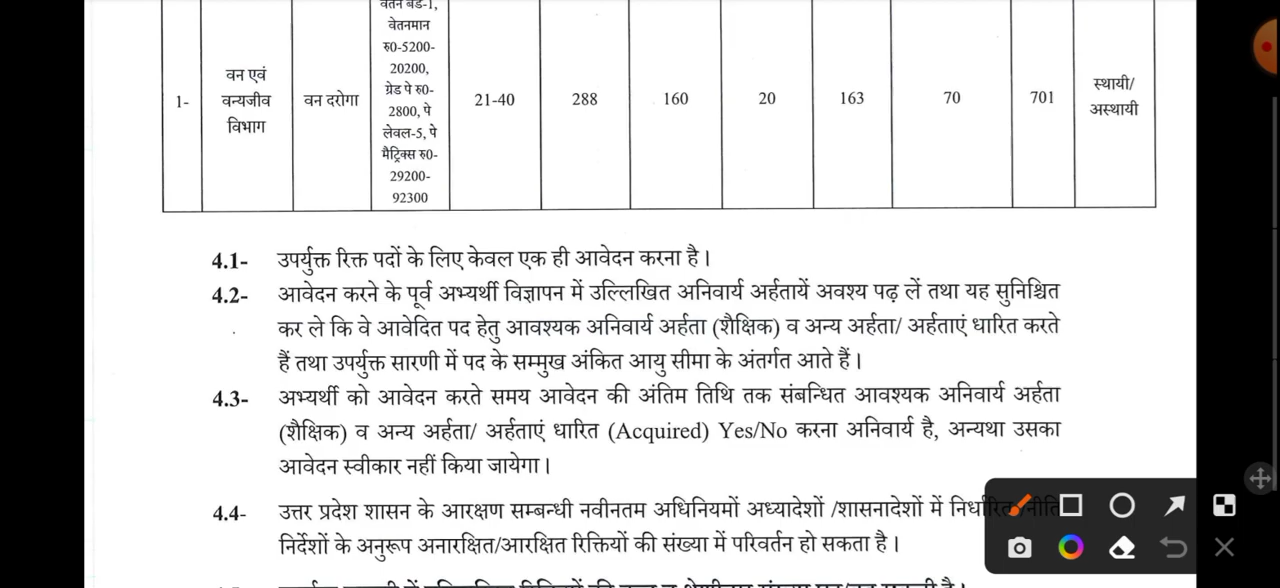 वेतन बैंड-1,
वेतनमान
रु0-5200-
20200,
ग्रेड पे रु0-
2800, पे
लेवल-5, पे
मैट्रिक्स रु0-
29200-
92300
1-
वन एवं
वन्यजीव
विभाग
वन दरोगा
21-40
288
160
20
163
70
701
स्थायी/
अस्थायी
4.1- उपर्युक्त रिक्त पदों के लिए केवल एक ही आवेदन करना है।
4.2- आवेदन करने के पूर्व अभ्यर्थी विज्ञापन में उल्लिखित अनिवार्य अर्हतायें अवश्य पढ़ लें तथा यह सुनिश्चित
कर ले कि वे आवेदित पद हेतु आवश्यक अनिवार्य अर्हता (शैक्षिक) व अन्य अर्हता/ अर्हताएं धारित करते
हैं तथा उपर्युक्त सारणी में पद के सम्मुख अंकित आयु सीमा के अंतर्गत आते हैं।
4.3- अभ्यर्थी को आवेदन करते समय आवेदन की अंतिम तिथि तक संबन्धित आवश्यक अनिवार्य अर्हता
(शैक्षिक) व अन्य अर्हता/ अर्हताएं धारित (Acquired) Yes/No करना अनिवार्य है, अन्यथा उसका
आवेदन स्वीकार नहीं किया जायेगा।
4.4- उत्तर प्रदेश शासन के आरक्षण सम्बन्धी नवीनतम अधिनियमों अध्यादेशों /शासनादेशों में निर्धारित नीति
निर्देशों के अनुरूप अनारक्षित/आरक्षित रिक्तियों की संख्या में परिवर्तन हो सकता है।